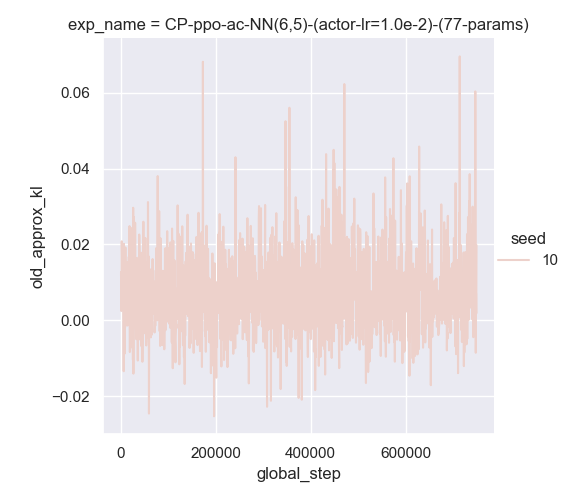 exp_name = CP-ppo-ac-NN(6,5)-(actor-lr=1.0e-2)-(77-params)
0.06
0.04
0.02
0.00
−0.02
old_approx_kl
0
200000
400000
600000
global_step
seed
10